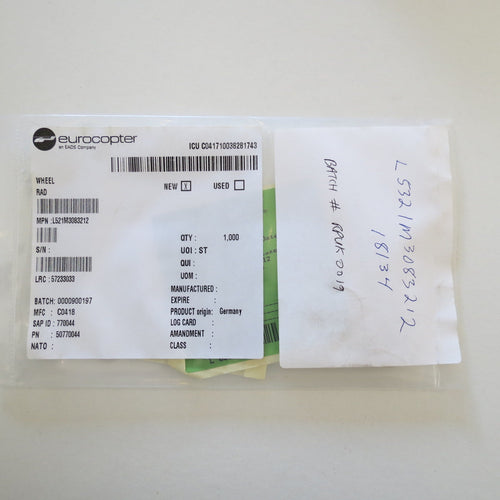 eurocopter
an EADS Company
ICU C041710038281743
WHEEL
RAD
NEW X USED
MPN :L521M3083212
S/N :
LRC : 57233033
QTY : 1,000
UOI : ST
QUI :
UOM :
BATCH: 0000900197
MFC : C0418
SAP ID : 770044
PN : 50770044
NATO :
MANUFACTURED :
EXPIRE :
Product origin: Germany
LOG CARD :
AMANDMENT :
CLASS :
L5321M3083212
18134
BATCH #